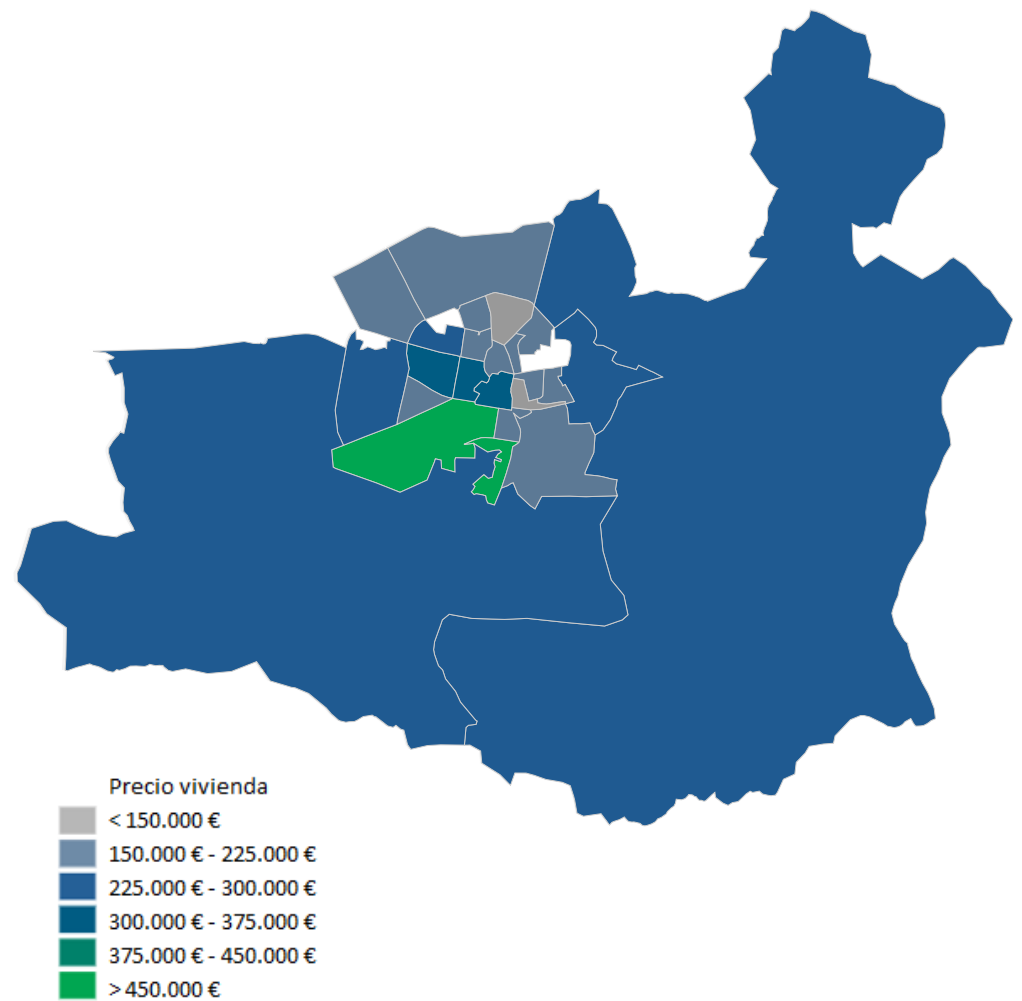 Precio vivienda
< 150.000 €
150.000 € - 225.000 €
225.000 € - 300.000 €
300.000 € - 375.000 €
375.000 € - 450.000 €
> 450.000 €